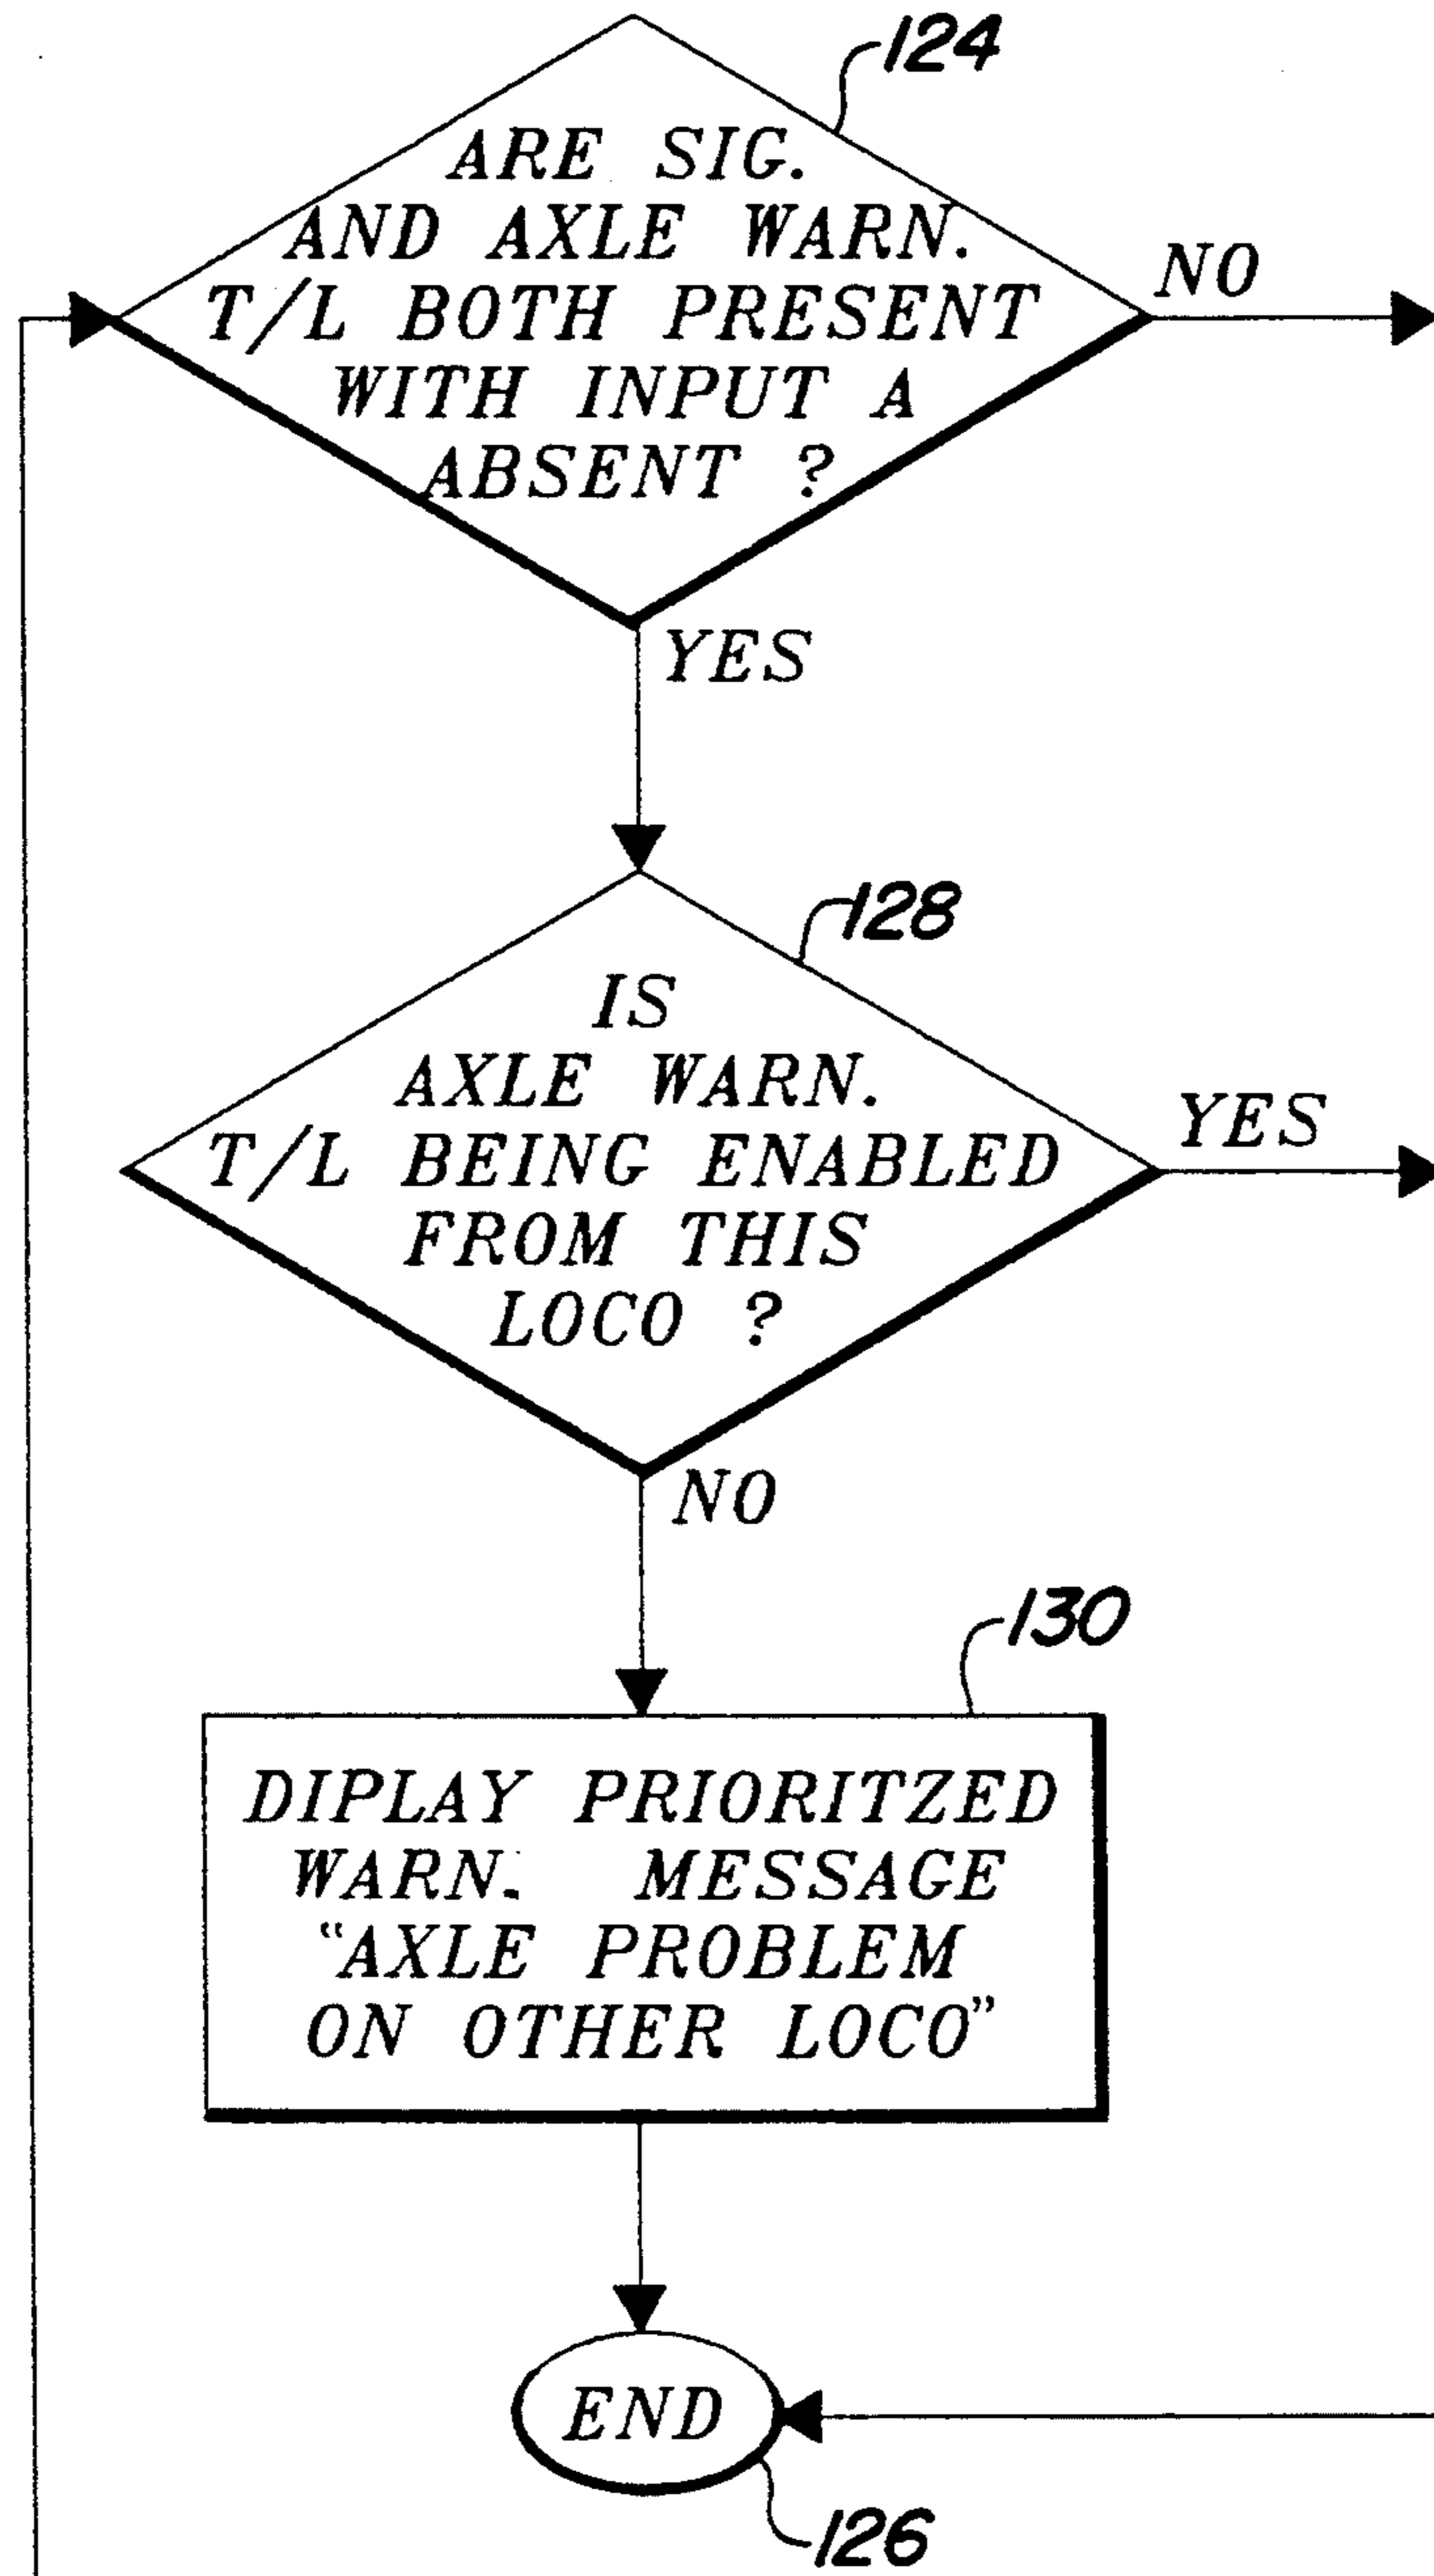 124
ARE SIG.
AND AXLE WARN.
T/L BOTH PRESENT
WITH INPUT A
ABSENT ?
NO
YES
128
IS
AXLE WARN.
T/L BEING ENABLED
FROM THIS
LOCO ?
YES
NO
130
DIPLAY PRIORITZED
WARN. MESSAGE
“AXLE PROBLEM
ON OTHER LOCO”
END
126